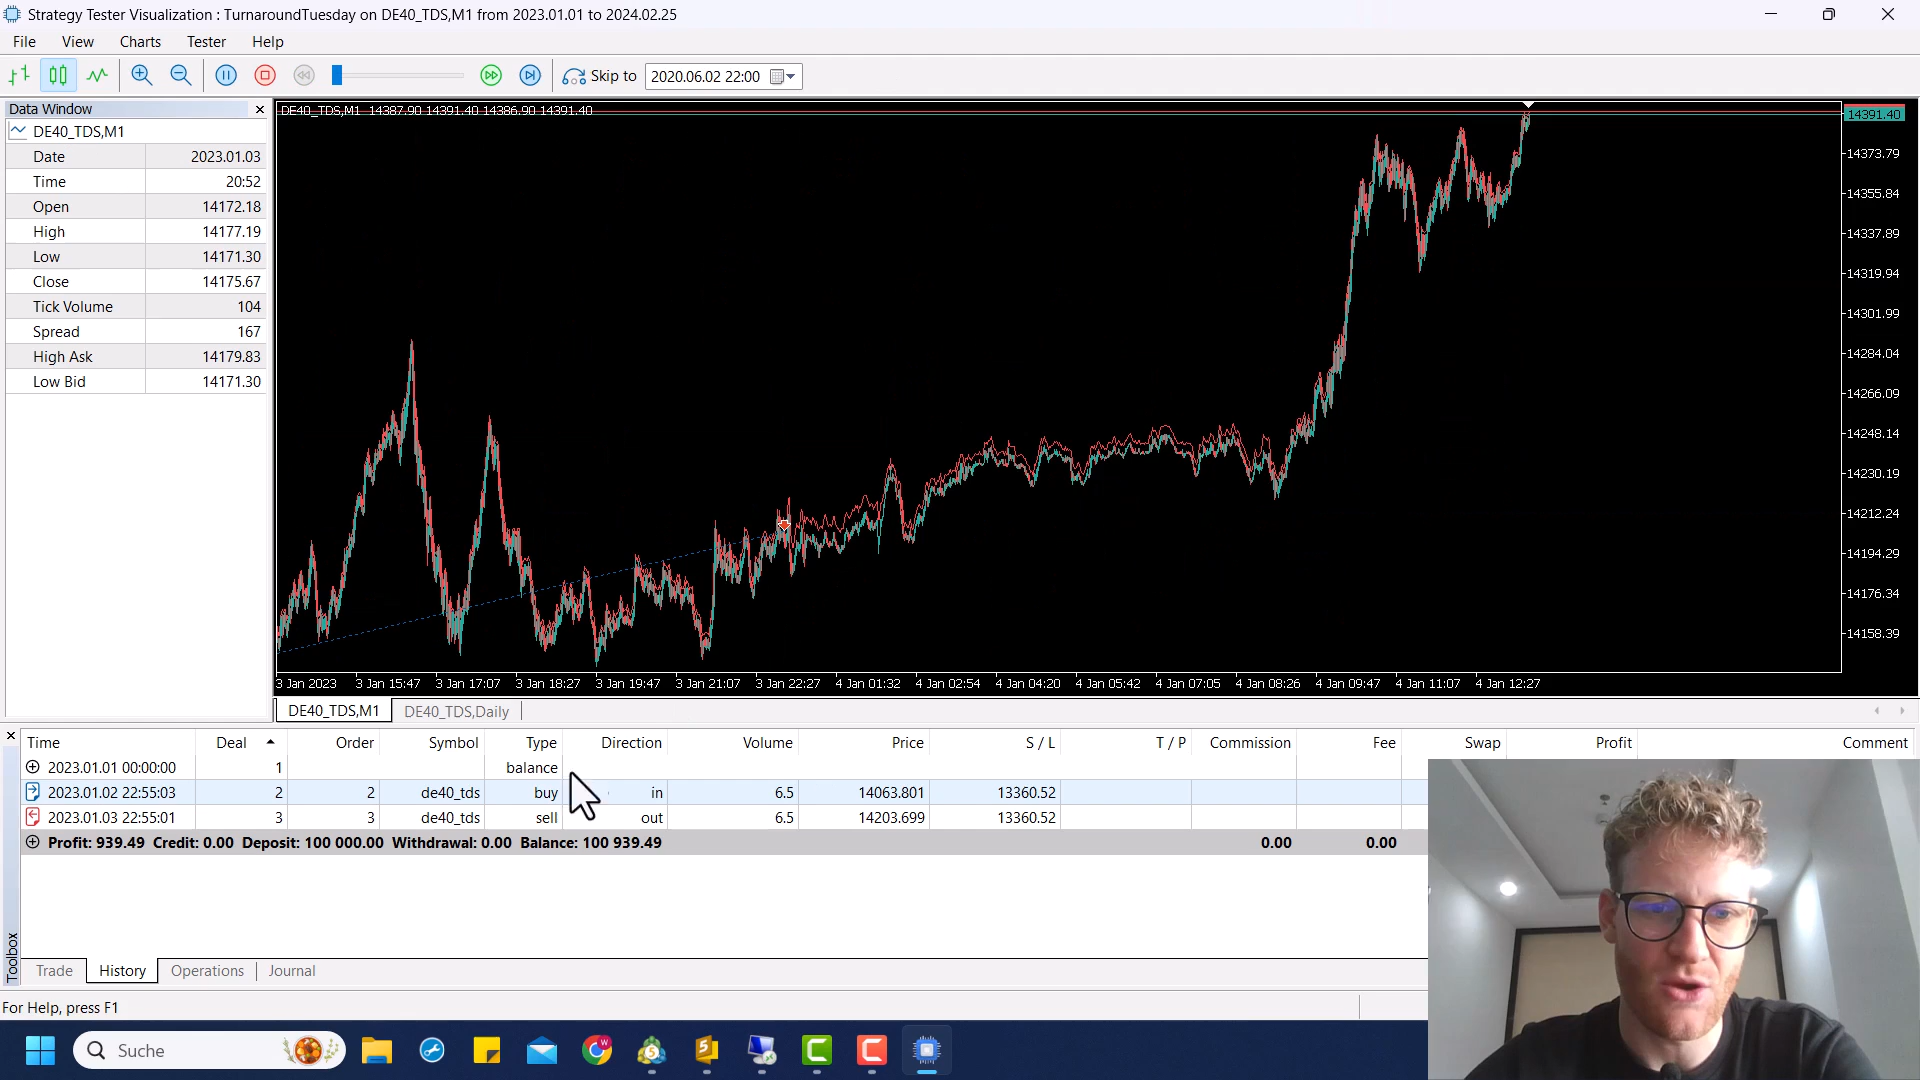 Strategy Tester Visualization : TurnaroundTuesday on DE40_TDS,M1 from 2023.01.01 to 2024.02.25
File View Charts Tester Help
Skip to 2020.06.02 22:00
Data Window
DE40_TDS,M1
Date 2023.01.03
Time 20:52
Open 14172.18
High 14177.19
Low 14171.30
Close 14175.67
Tick Volume 104
Spread 167
High Ask 14179.83
Low Bid 14171.30
DE40_TDS,M1 14387.90 14391.40 14386.90 14391.40
14391.40
14373.79
14355.84
14337.89
14319.94
14301.99
14284.04
14266.09
14248.14
14230.19
14212.24
14194.29
14176.34
14158.39
3 Jan 2023 3 Jan 15:47 3 Jan 17:07 3 Jan 18:27 3 Jan 19:47 3 Jan 21:07 3 Jan 22:27 4 Jan 01:32 4 Jan 02:54 4 Jan 04:20 4 Jan 05:42 4 Jan 07:05 4 Jan 08:26 4 Jan 09:47 4 Jan 11:07 4 Jan 12:27
DE40_TDS,M1 DE40_TDS,Daily
Time Deal Order Symbol Type Direction Volume Price S / L T / P Commission Fee Swap Profit Comment
2023.01.01 00:00:00 1 balance
2023.01.02 22:55:03 2 2 de40_tds buy in 6.5 14063.801 13360.52
2023.01.03 22:55:01 3 3 de40_tds sell out 6.5 14203.699 13360.52
Profit: 939.49 Credit: 0.00 Deposit: 100 000.00 Withdrawal: 0.00 Balance: 100 939.49 0.00 0.00
Toolbox
Trade History Operations Journal
For Help, press F1
Suche